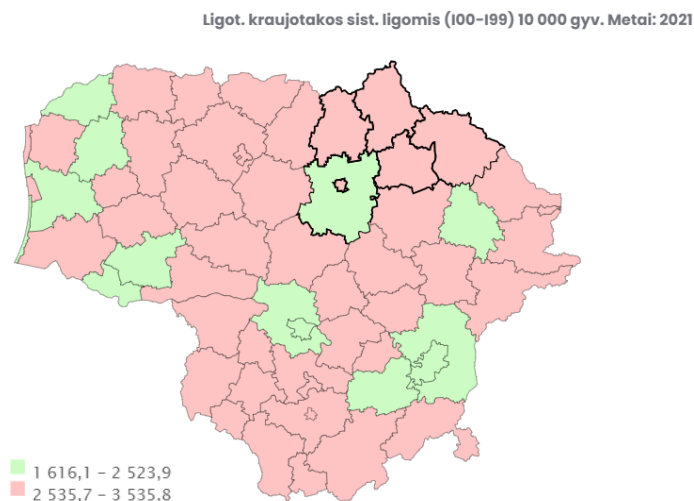 Ligot. kraujotakos sist. ligomis (I00-I99) 10 000 gyv. Metai: 2021
1 616,1 - 2 523,9
2 535,7 - 3 535,8